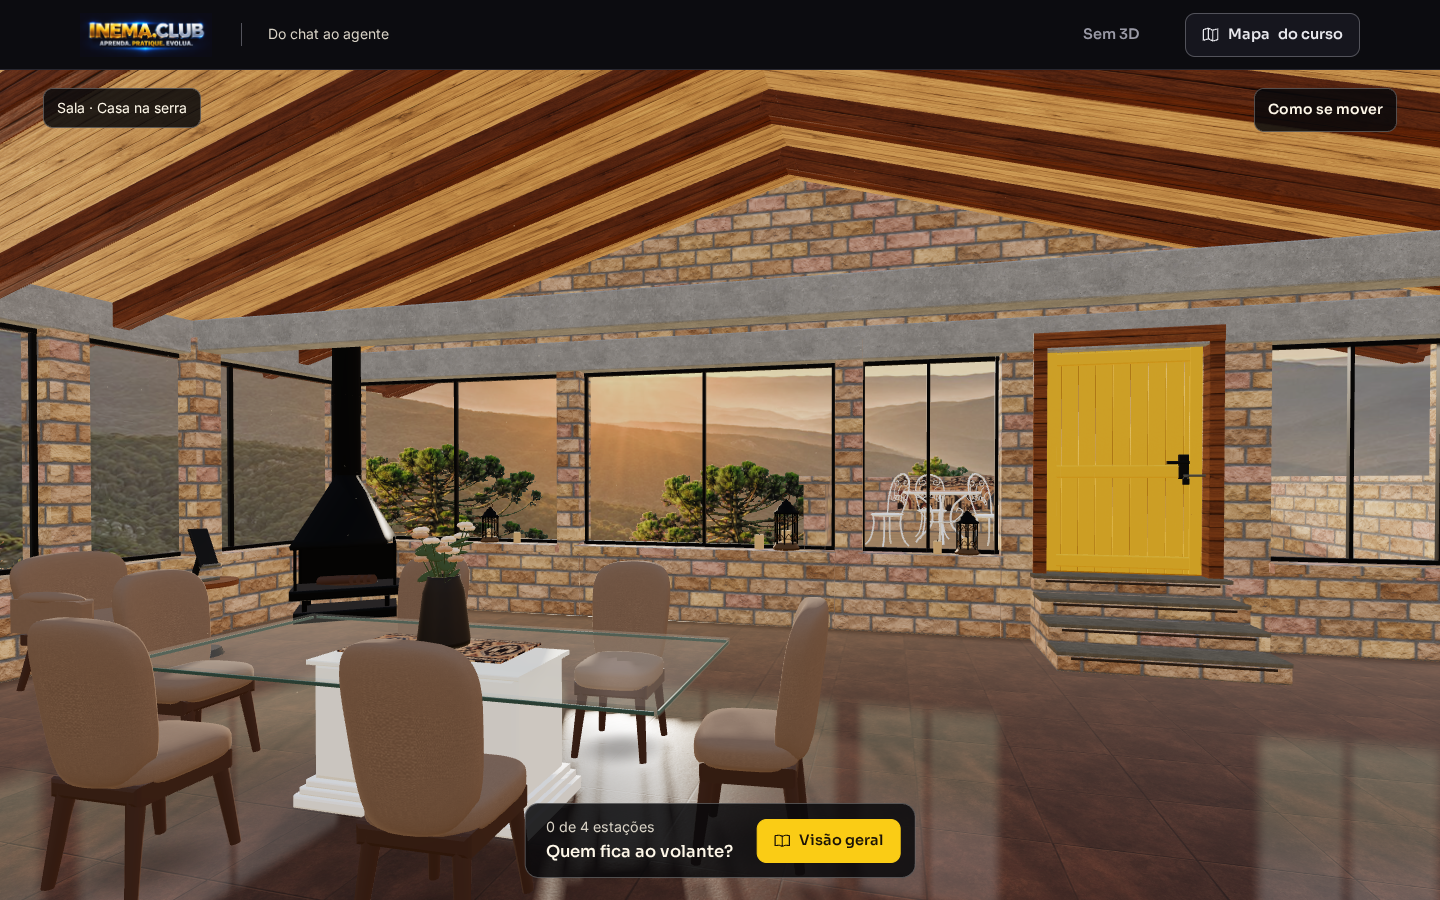 INEMA.CLUB
APRENDA. PRATIQUE. EVOLUA.
Do chat ao agente
Sem 3D
Mapa do curso
Sala · Casa na serra
Como se mover
0 de 4 estações
Quem fica ao volante?
Visão geral